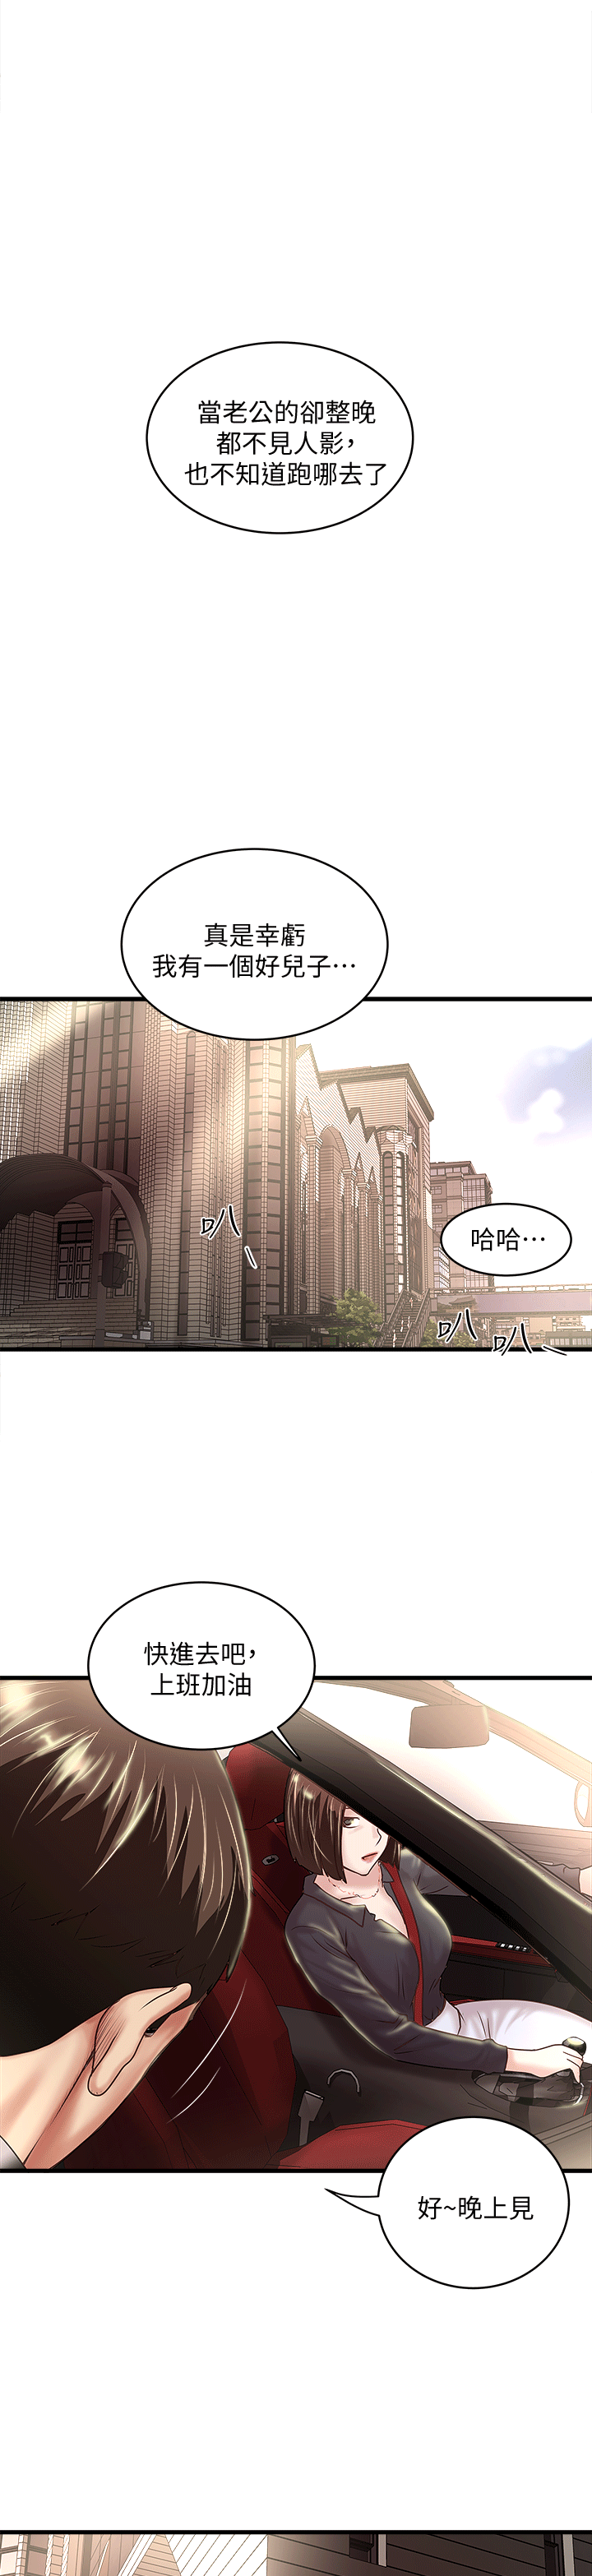 當老公的卻整晚
都不見人影，
也不知道跑哪去了
真是幸虧
我有一個好兒子…
叭
哈哈…
叭
叭
快進去吧，
上班加油
好~晚上見